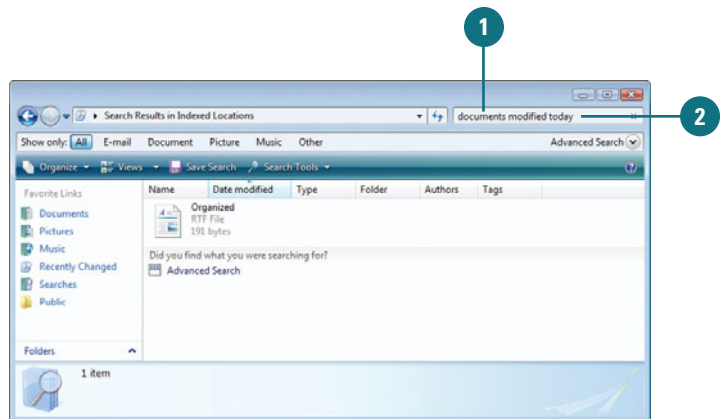 1
Search Results in Indexed Locations
documents modified today
2
Show only: All E-mail Document Picture Music Other Advanced Search
Organize Views Save Search Search Tools
Favorite Links
Name Date modified Type Folder Authors Tags
Documents
Pictures
Music
Recently Changed
Searches
Public
Organized
RTF File
191 bytes
Did you find what you were searching for?
Advanced Search
Folders
1 item